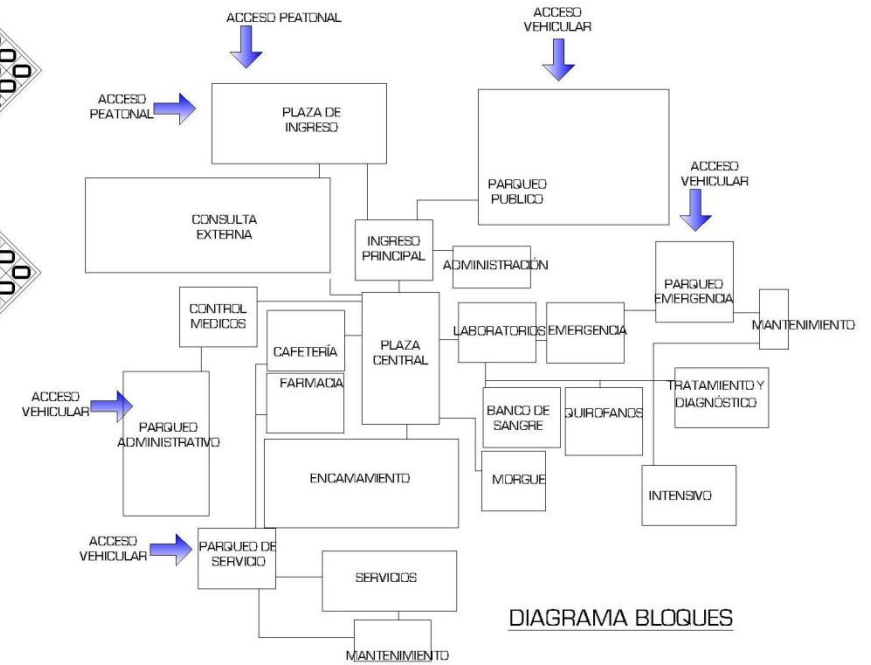 ACCESO PEATONAL
ACCESO
VEHICULAR
ACCESO
PEATONAL
PLAZA DE
INGRESO
ACCESO
VEHICULAR
PARQUEO
PUBLICO
CONSULTA
EXTERNA
INGRESO
PRINCIPAL
ADMINISTRACIÓN
PARQUEO
EMERGENCIA
CONTROL
MEDICOS
MANTENIMIENTO
LABORATORIOS
EMERGENCIA
CAFETERÍA
PLAZA
CENTRAL
FARMACIA
TRATAMIENTO Y
DIAGNÓSTICO
ACCESO
VEHICULAR
PARQUEO
ADMINISTRATIVO
BANCO DE
SANGRE
QUIROFANOS
ENCAMAMIENTO
MORGUE
INTENSIVO
ACCESO
VEHICULAR
PARQUEO DE
SERVICIO
SERVICIOS
MANTENIMIENTO
DIAGRAMA BLOQUES